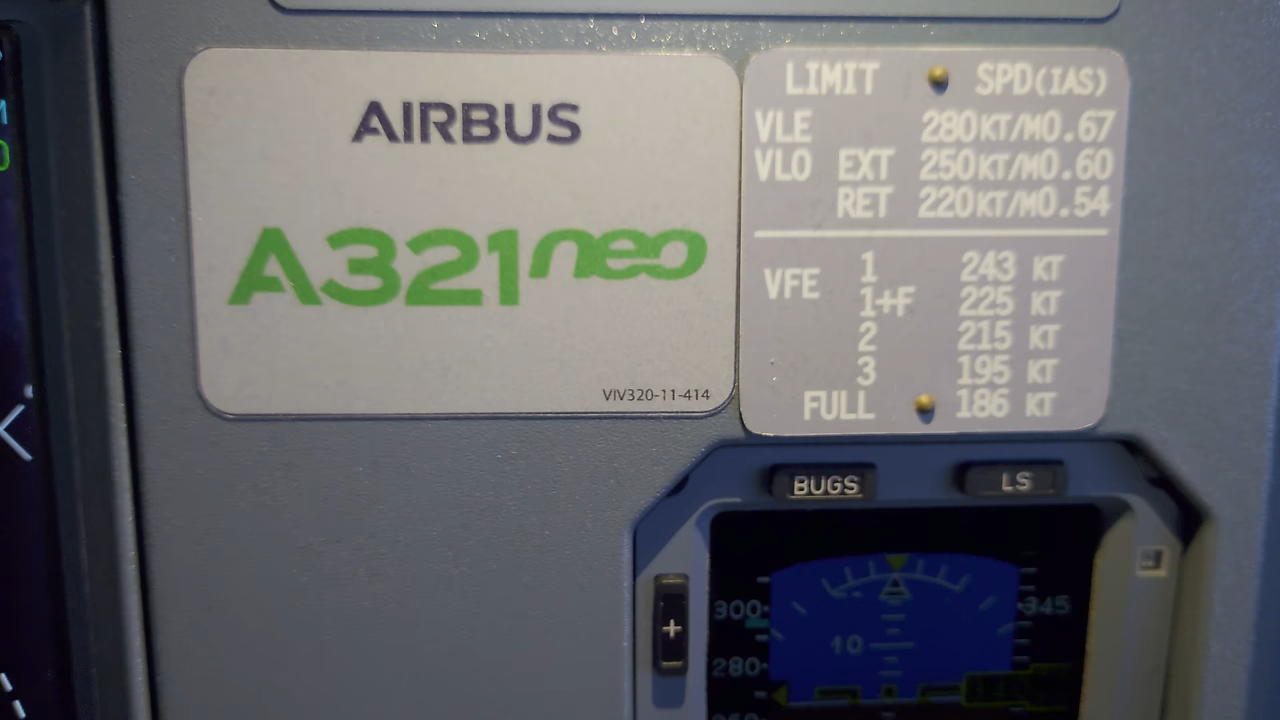 AIRBUS
A321neo
VIV320-11-414
LIMIT SPD(IAS)
VLE 280KT/M0.67
VLO EXT 250KT/M0.60
RET 220KT/M0.54
VFE 1 243 KT
1+F 225 KT
2 215 KT
3 195 KT
FULL 186 KT
BUGS LS
+
300 345
10
280